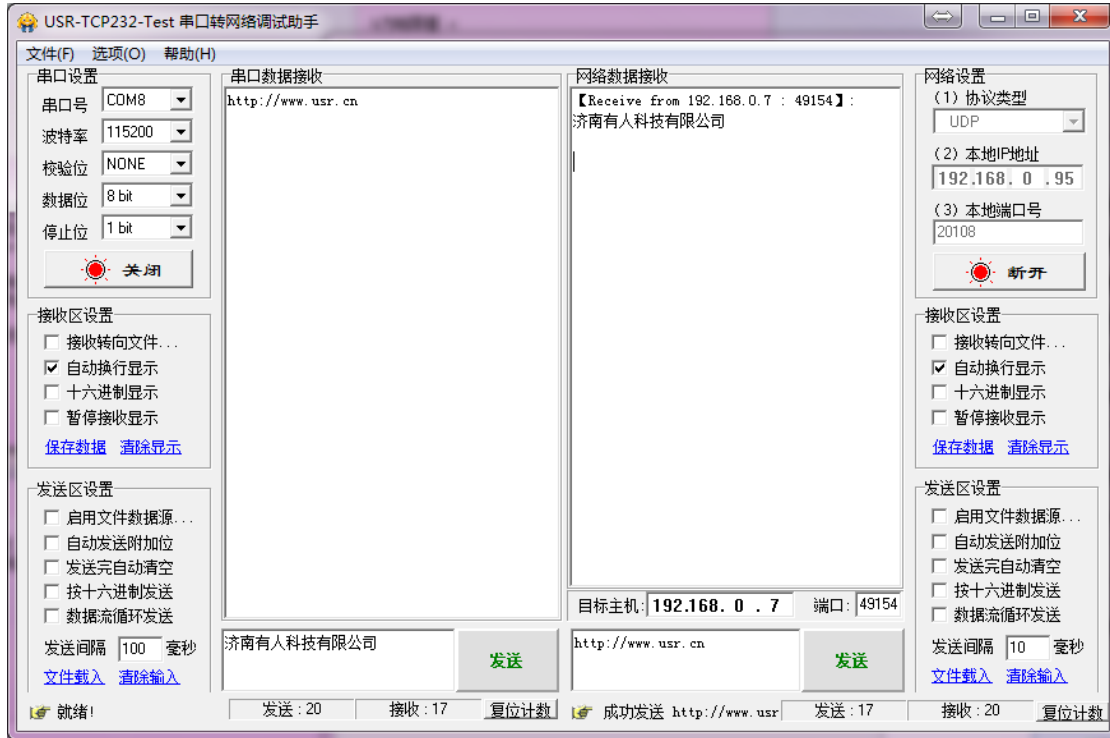 USR-TCP232-Test 串口转网络调试助手
文件(F) 选项(O) 帮助(H)
串口设置
串口号 COM8
波特率 115200
校验位 NONE
数据位 8 bit
停止位 1 bit
关闭
接收区设置
接收转向文件...
自动换行显示
十六进制显示
暂停接收显示
保存数据 清除显示
发送区设置
启用文件数据源...
自动发送附加位
发送完自动清空
按十六进制发送
数据流循环发送
发送间隔 100 毫秒
文件载入 清除输入
串口数据接收
http://www.usr.cn
济南有人科技有限公司
发送
网络数据接收
【Receive from 192.168.0.7 : 49154】:
济南有人科技有限公司
目标主机: 192.168. 0 . 7 端口: 49154
http://www.usr.cn
发送
网络设置
(1) 协议类型
UDP
(2) 本地IP地址
192.168. 0 .95
(3) 本地端口号
20108
断开
接收区设置
接收转向文件...
自动换行显示
十六进制显示
暂停接收显示
保存数据 清除显示
发送区设置
启用文件数据源...
自动发送附加位
发送完自动清空
按十六进制发送
数据流循环发送
发送间隔 10 毫秒
文件载入 清除输入
就绪! 发送:20 接收:17 复位计数 成功发送 http://www.usr 发送:17 接收:20 复位计数